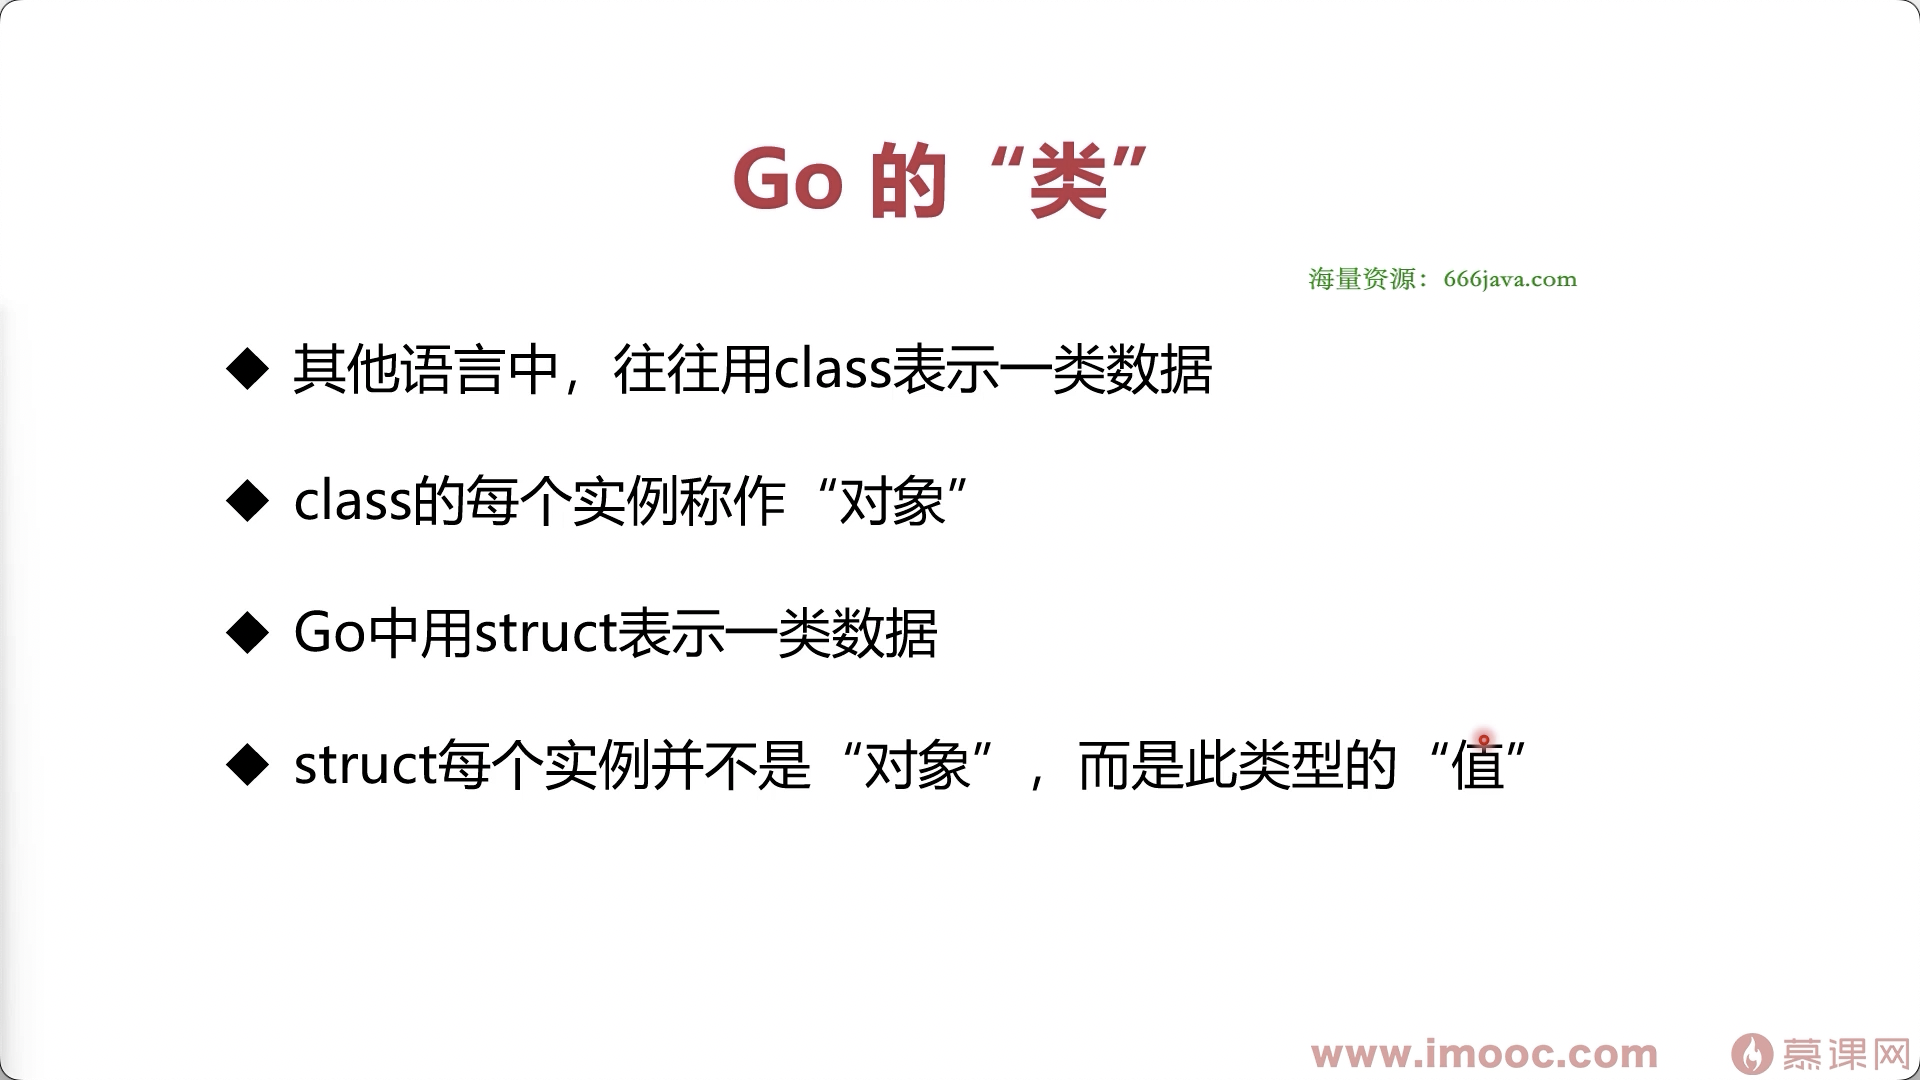 Go 的“类”
海量资源：666java.com
◆ 其他语言中，往往用class表示一类数据
◆ class的每个实例称作“对象”
◆ Go中用struct表示一类数据
◆ struct每个实例并不是“对象”，而是此类型的“值”
www.imooc.com 慕课网